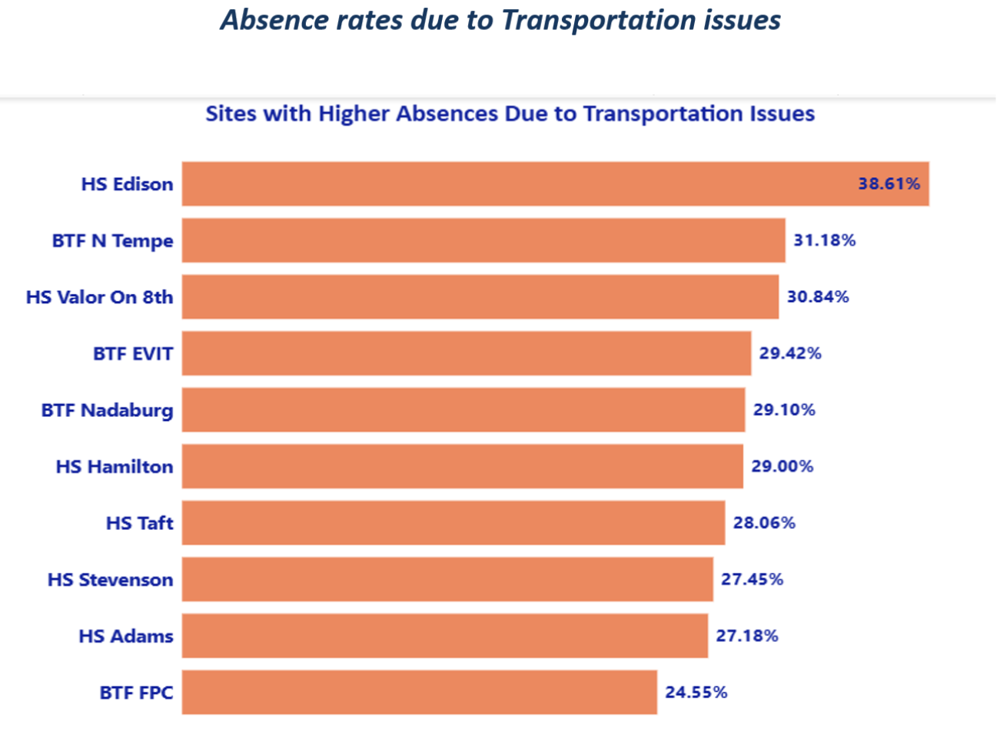 Absence rates due to Transportation issues
Sites with Higher Absences Due to Transportation Issues
HS Edison 38.61%
BTF N Tempe 31.18%
HS Valor On 8th 30.84%
BTF EVIT 29.42%
BTF Nadaburg 29.10%
HS Hamilton 29.00%
HS Taft 28.06%
HS Stevenson 27.45%
HS Adams 27.18%
BTF FPC 24.55%